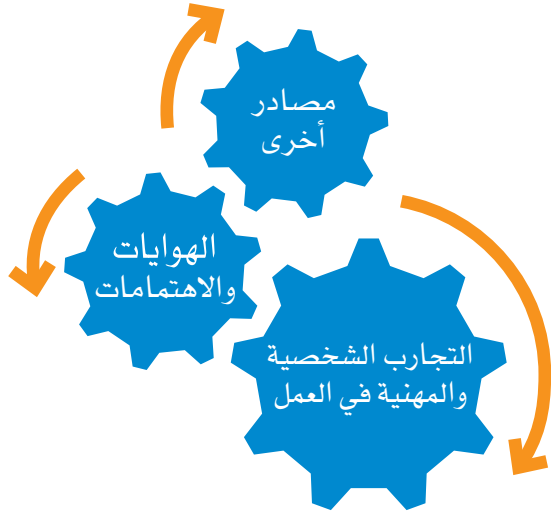 مصادر
أخرى
الهوايات
والاهتمامات
التجارب الشخصية
والمهنية في العمل